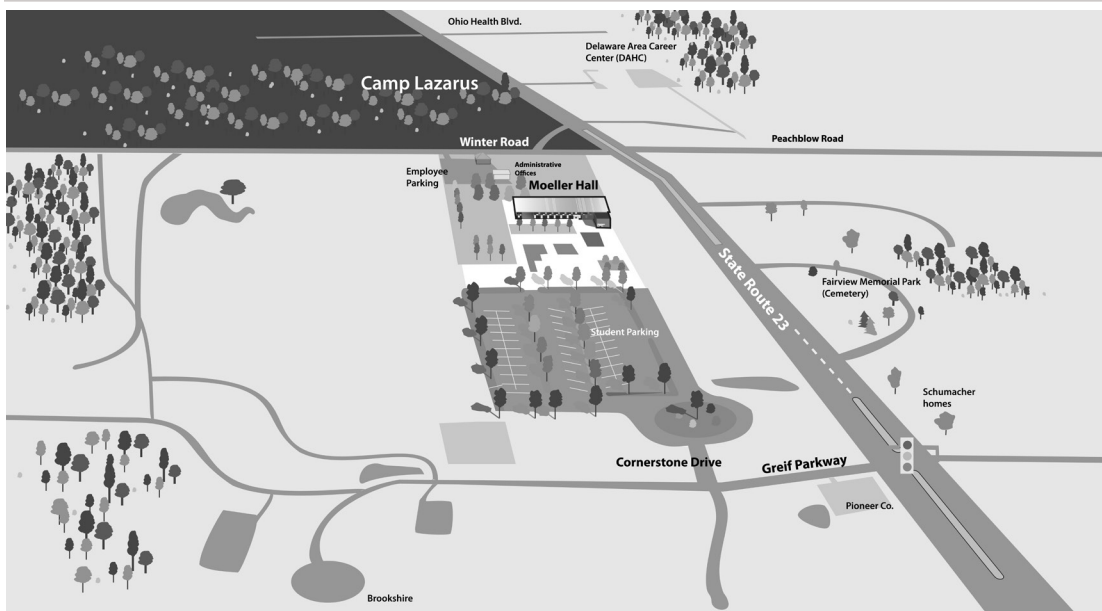 Ohio Health Blvd.
Delaware Area Career
Center (DAHC)
Camp Lazarus
Winter Road
Peachblow Road
Employee
Parking
Administrative
Offices
Moeller Hall
State Route 23
Fairview Memorial Park
(Cemetery)
Student Parking
Schumacher
homes
Cornerstone Drive
Greif Parkway
Pioneer Co.
Brookshire